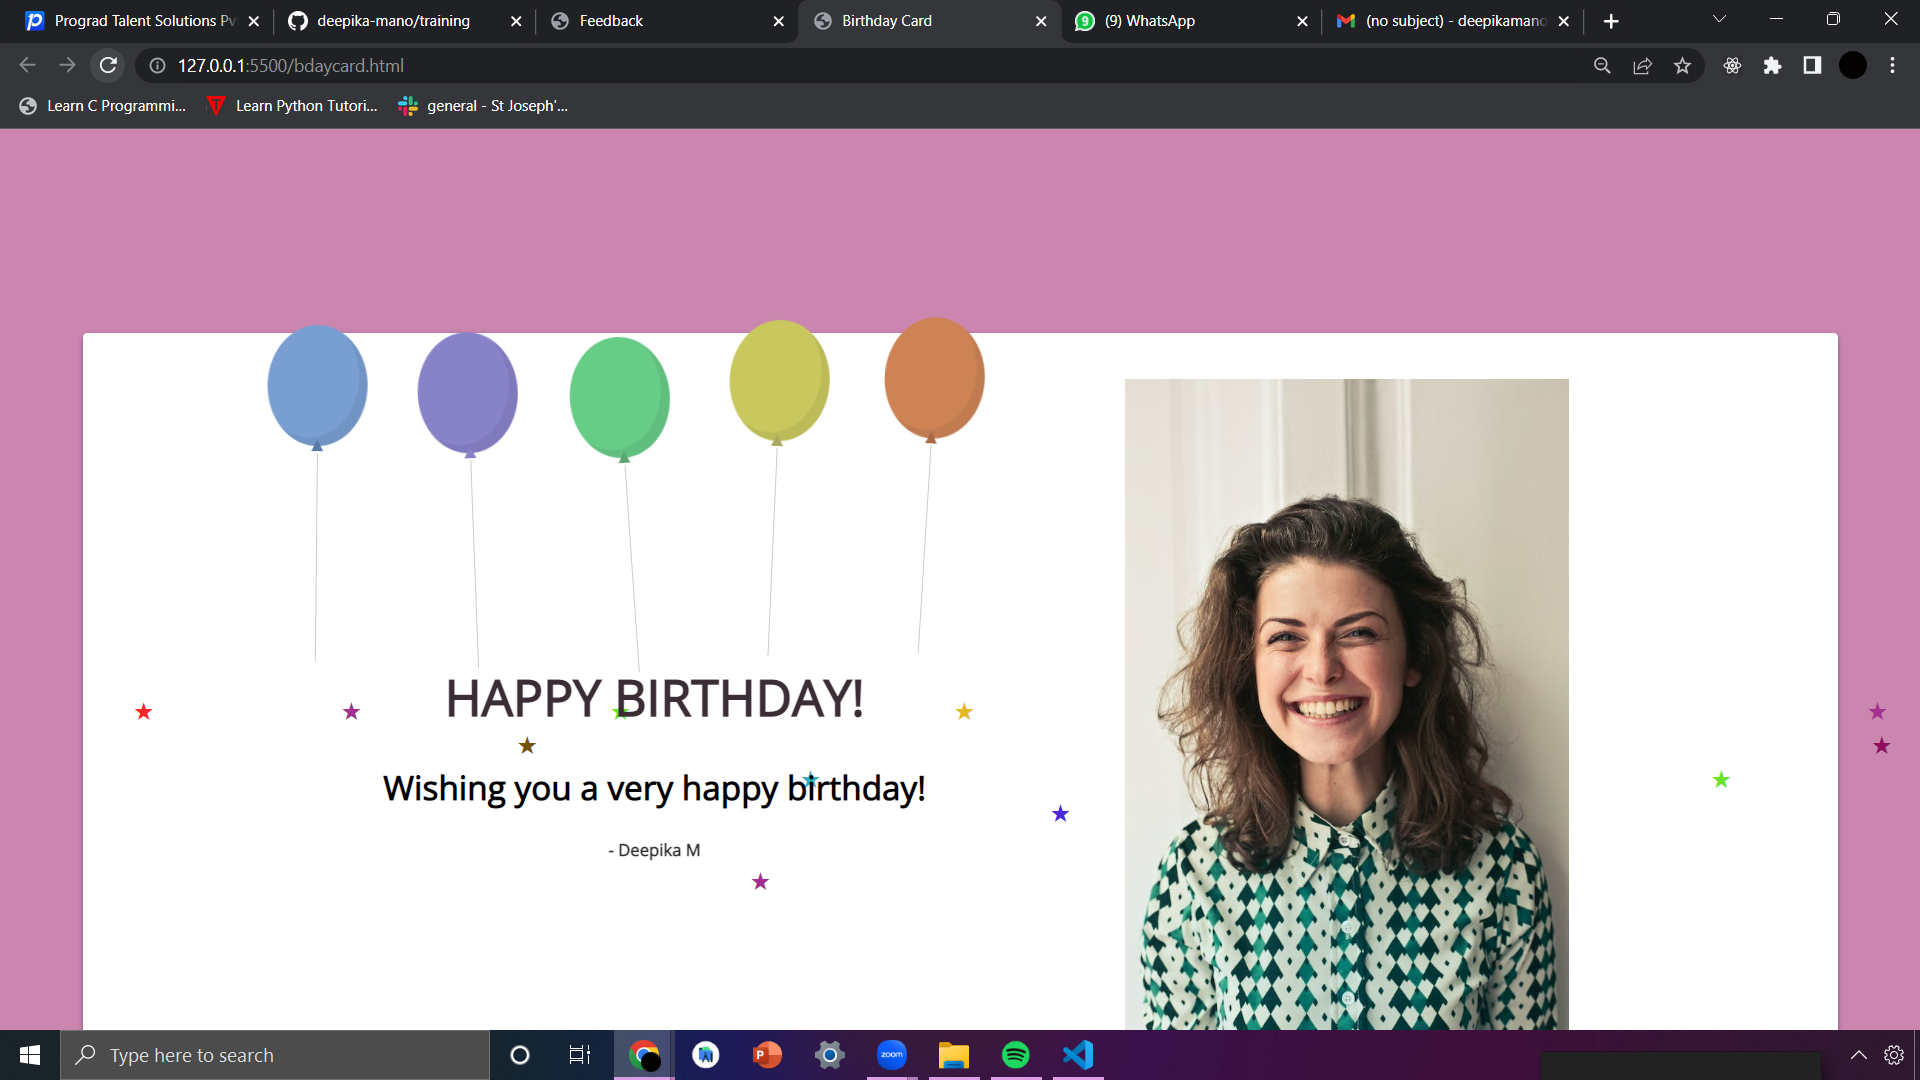 Prograd Talent Solutions Pv
deepika-mano/training
Feedback
Birthday Card
(9) WhatsApp
(no subject) - deepikamano
127.0.0.1:5500/bdaycard.html
Learn C Programmi...
Learn Python Tutori...
general - St Joseph'...
HAPPY BIRTHDAY!
Wishing you a very happy birthday!
- Deepika M
Type here to search
zoom